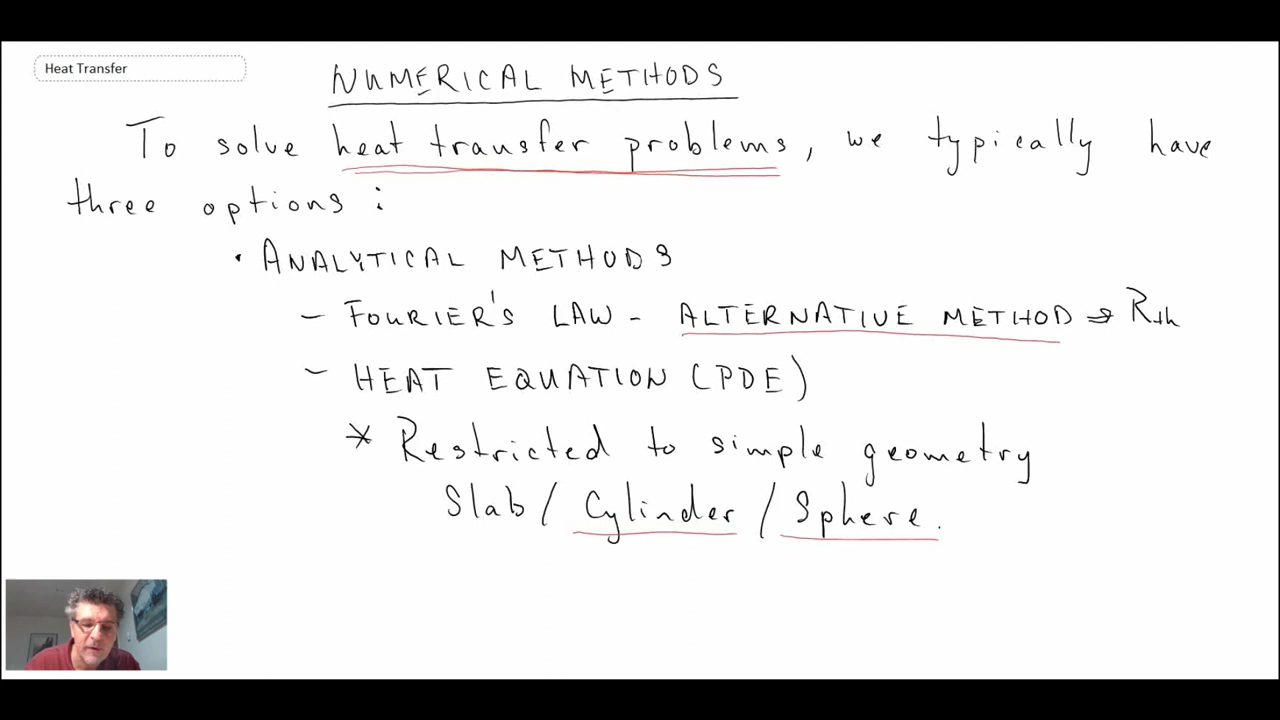 Heat Transfer
NUMERICAL METHODS
To solve heat transfer problems, we typically have
three options :
• ANALYTICAL METHODS
- FOURIER'S LAW - ALTERNATIVE METHOD → Rth
- HEAT EQUATION (PDE)
* Restricted to simple geometry
Slab / Cylinder / Sphere.